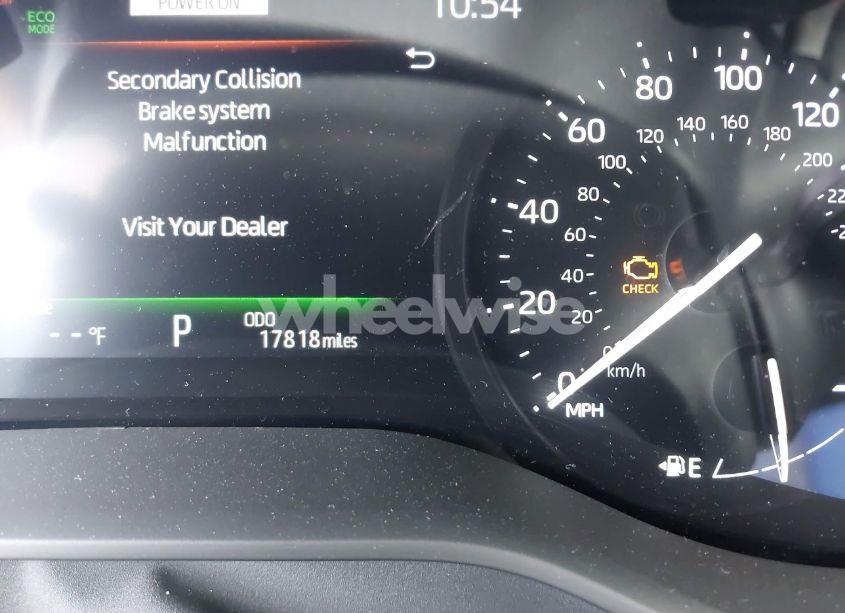 ECO
MODE
POWER ON
10:54
Secondary Collision
Brake system
Malfunction
Visit Your Dealer
-- °F
P
ODO
17818 miles
wheelwise
0
20
40
60
80
100
120
20
40
60
80
100
120
140
160
180
200
km/h
MPH
CHECK
E